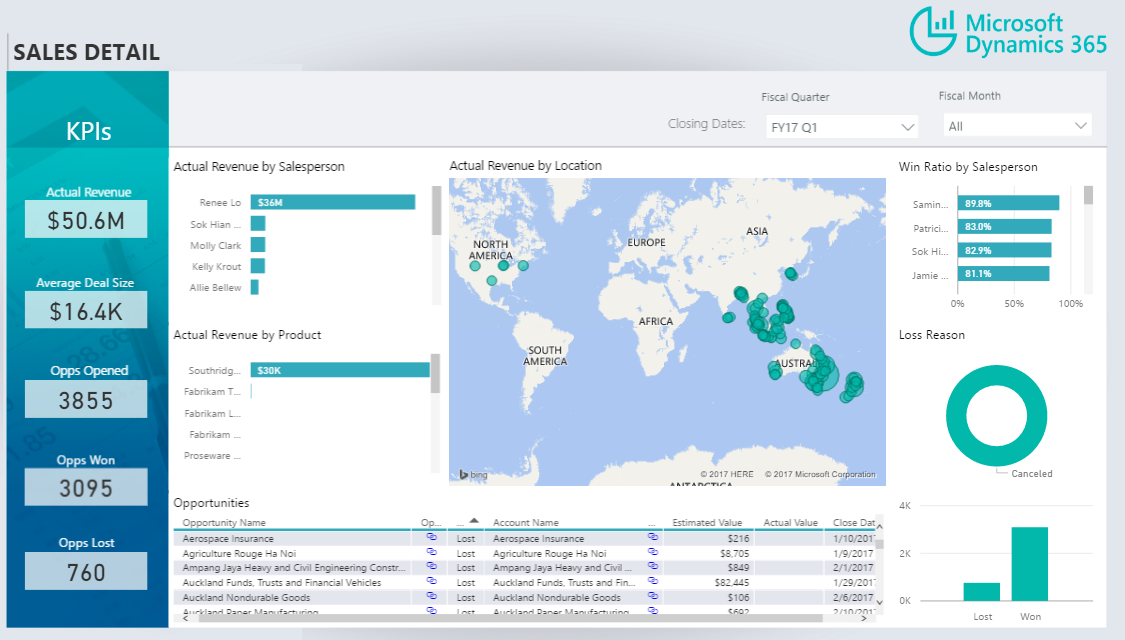 Microsoft
Dynamics 365
SALES DETAIL
KPIs
Actual Revenue
$50.6M
Average Deal Size
$16.4K
Opps Opened
3855
Opps Won
3095
Opps Lost
760
Closing Dates:
Fiscal Quarter
FY17 Q1
Fiscal Month
All
Actual Revenue by Salesperson
Renee Lo $36M
Sok Hian ...
Molly Clark
Kelly Krout
Allie Bellew
Actual Revenue by Product
Southridg... $30K
Fabrikam T...
Fabrikam L...
Fabrikam ...
Proseware ...
Actual Revenue by Location
NORTH
AMERICA
EUROPE
ASIA
AFRICA
SOUTH
AMERICA
AUSTRAL
ANTARCTICA
bing
© 2017 HERE © 2017 Microsoft Corporation
Win Ratio by Salesperson
Samin... 89.8%
Patrici... 83.0%
Sok Hi... 82.9%
Jamie ... 81.1%
0% 50% 100%
Loss Reason
Canceled
Opportunities
Opportunity Name Op... ... Account Name ... Estimated Value Actual Value Close Dat
Aerospace Insurance Lost Aerospace Insurance $216 1/10/2017
Agriculture Rouge Ha Noi Lost Agriculture Rouge Ha Noi $8,705 1/9/2017
Ampang Jaya Heavy and Civil Engineering Constr... Lost Ampang Jaya Heavy and Civil ... $849 2/1/2017
Auckland Funds, Trusts and Financial Vehicles Lost Auckland Funds, Trusts and Fin... $82,445 1/29/2017
Auckland Nondurable Goods Lost Auckland Nondurable Goods $106 2/6/2017
Auckland Paper Manufacturing Lost Auckland Paper Manufacturing $692 2/10/2017
4K
2K
0K
Lost Won